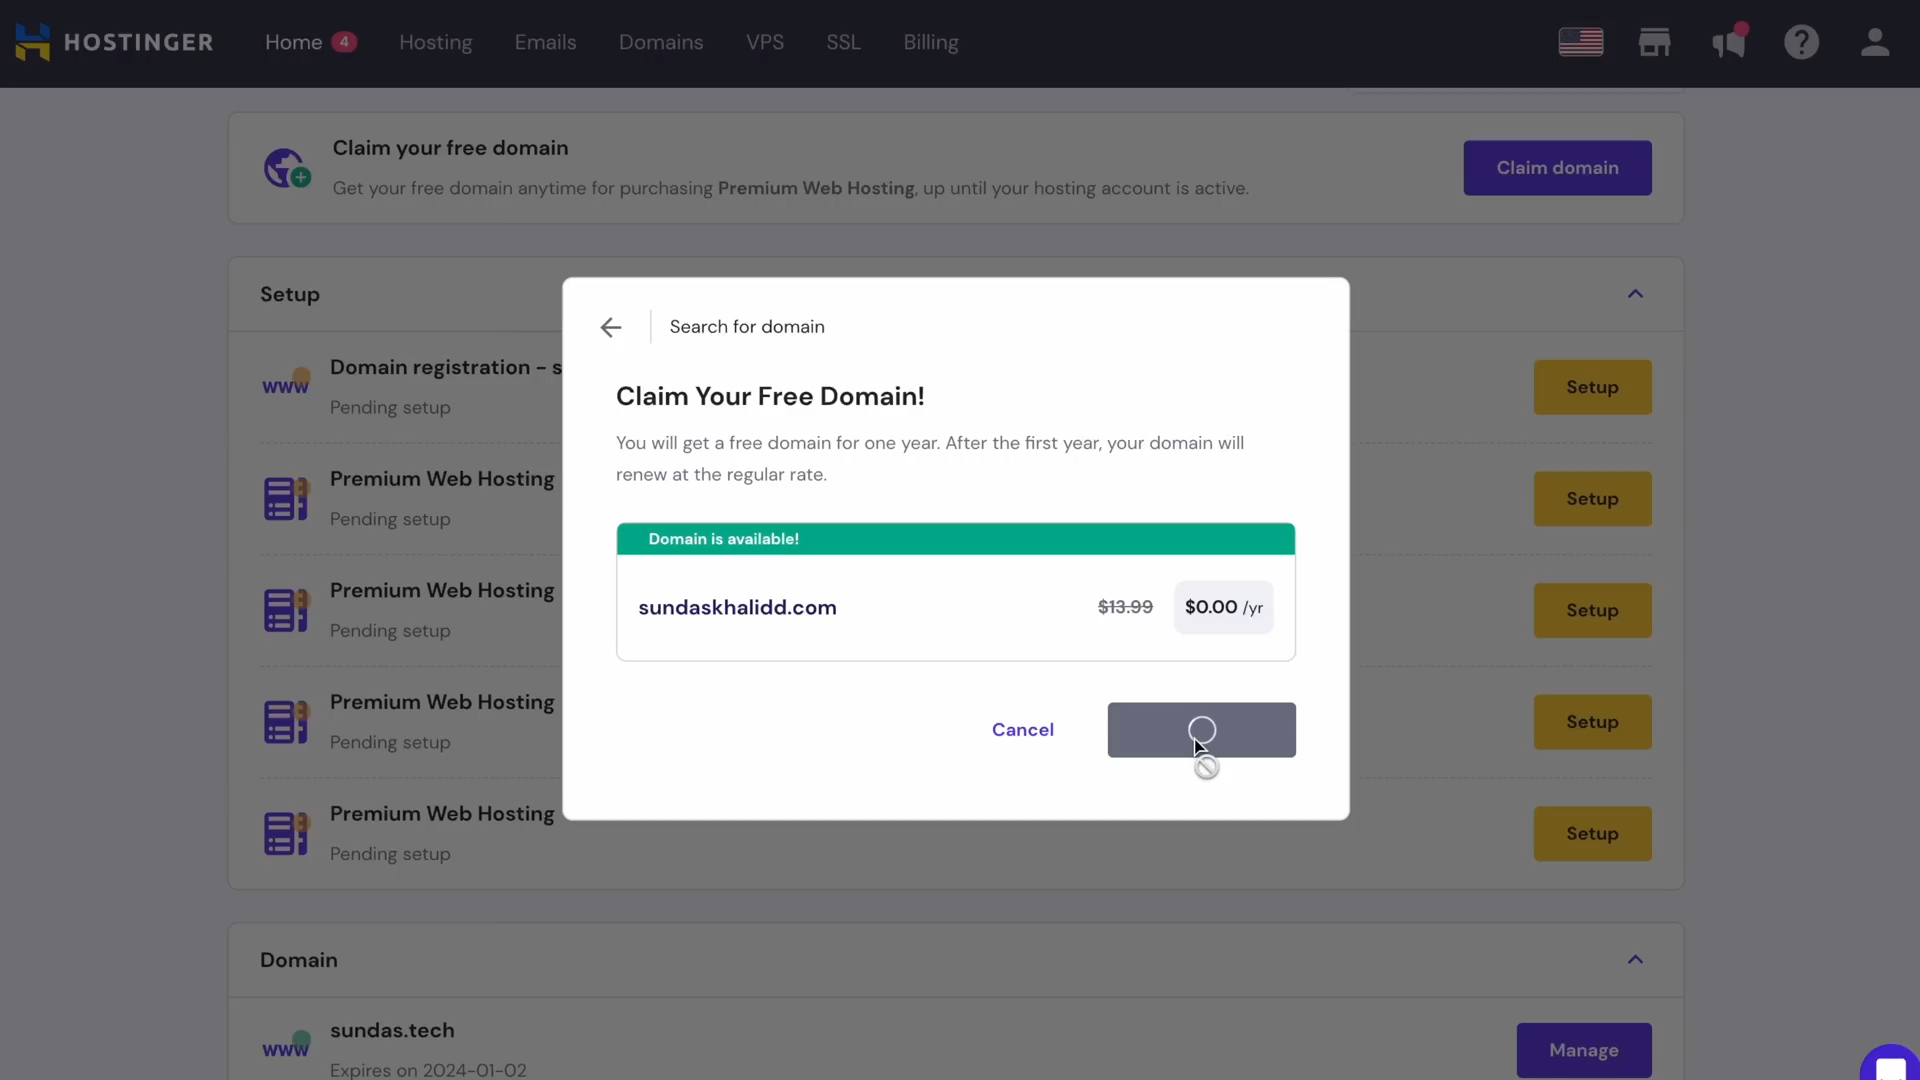 HOSTINGER
Home 4 Hosting Emails Domains VPS SSL Billing
Claim your free domain
Get your free domain anytime for purchasing Premium Web Hosting, up until your hosting account is active.
Claim domain
Setup
Search for domain
Claim Your Free Domain!
You will get a free domain for one year. After the first year, your domain will
renew at the regular rate.
Domain is available!
sundaskhalidd.com $13.99 $0.00 /yr
Cancel
www Domain registration - s
Pending setup
Setup
Premium Web Hosting
Pending setup
Setup
Premium Web Hosting
Pending setup
Setup
Premium Web Hosting
Pending setup
Setup
Premium Web Hosting
Pending setup
Setup
Domain
www sundas.tech
Expires on 2024-01-02
Manage